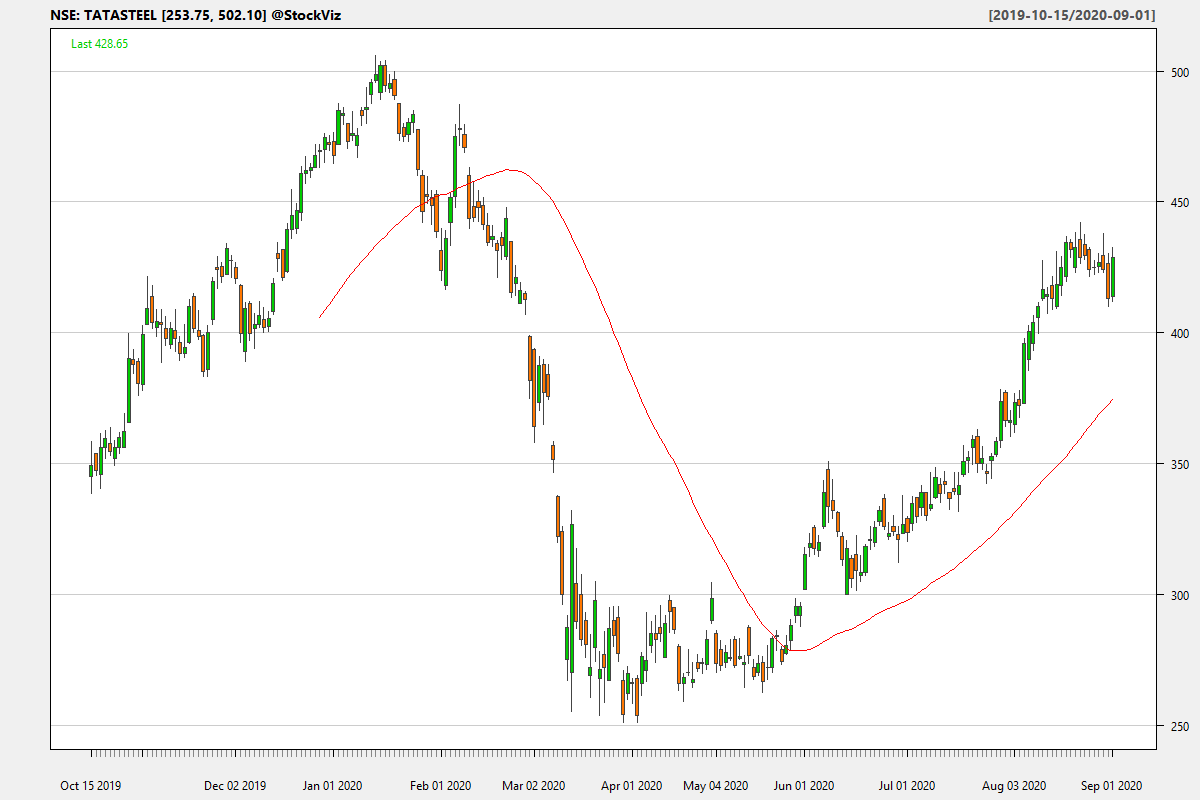 NSE: TATASTEEL [253.75, 502.10] @StockViz
[2019-10-15/2020-09-01]
Last 428.65
500
450
400
350
300
250
Oct 15 2019
Dec 02 2019
Jan 01 2020
Feb 01 2020
Mar 02 2020
Apr 01 2020
May 04 2020
Jun 01 2020
Jul 01 2020
Aug 03 2020
Sep 01 2020